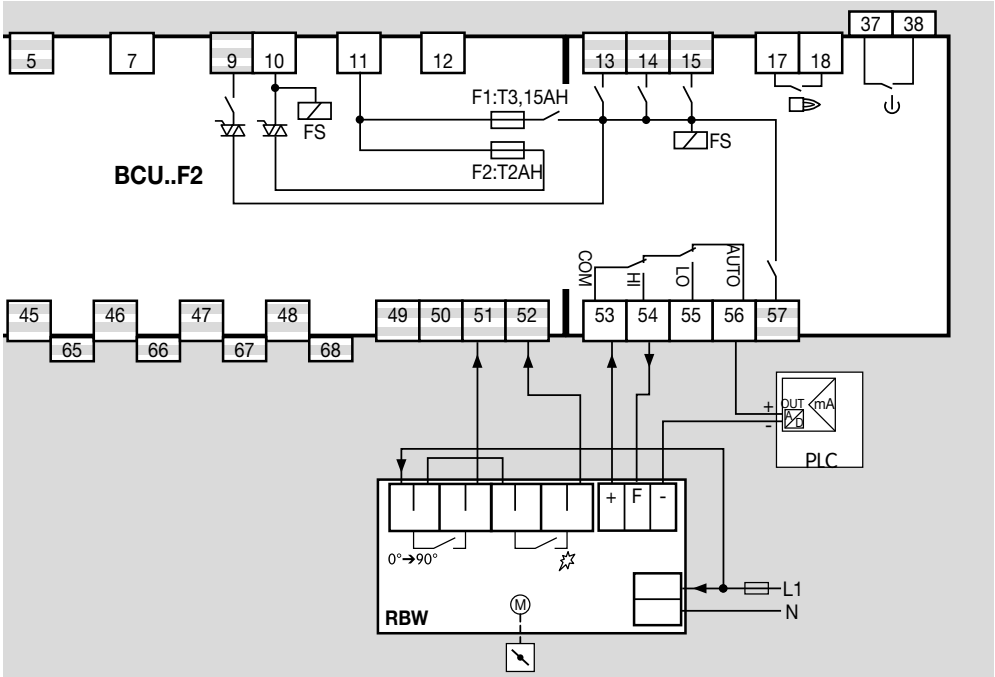 37 38
5 7 9 10 11 12 13 14 15 17 18
F1:T3,15AH
FS
FS
F2:T2AH
BCU..F2
COM HI LO AUTO
45 46 47 48 49 50 51 52 53 54 55 56 57
65 66 67 68
+ OUT mA
A/D
-
PLC
+ F -
0°→90°
L1
M
RBW
N